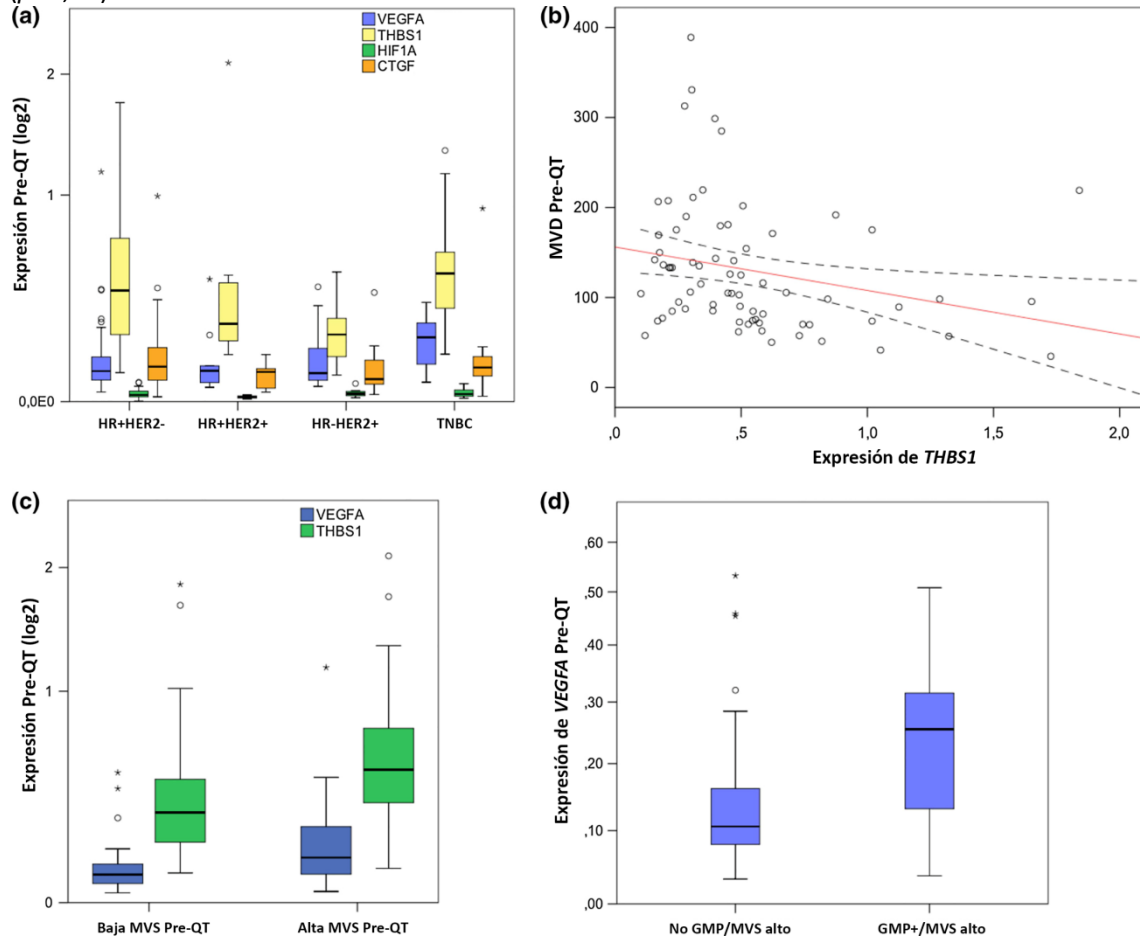 (a)
VEGFA
THBS1
HIF1A
CTGF
Expresión Pre-QT (log2)
2
1
0,0E0
HR+HER2-
HR+HER2+
HR-HER2+
TNBC
(b)
MVD Pre-QT
400
300
200
100
0
,0
,5
1,0
1,5
2,0
Expresión de THBS1
(c)
VEGFA
THBS1
Expresión Pre-QT (log2)
2
1
0
Baja MVS Pre-QT
Alta MVS Pre-QT
(d)
Expresión de VEGFA Pre-QT
,60
,50
,40
,30
,20
,10
,00
No GMP/MVS alto
GMP+/MVS alto